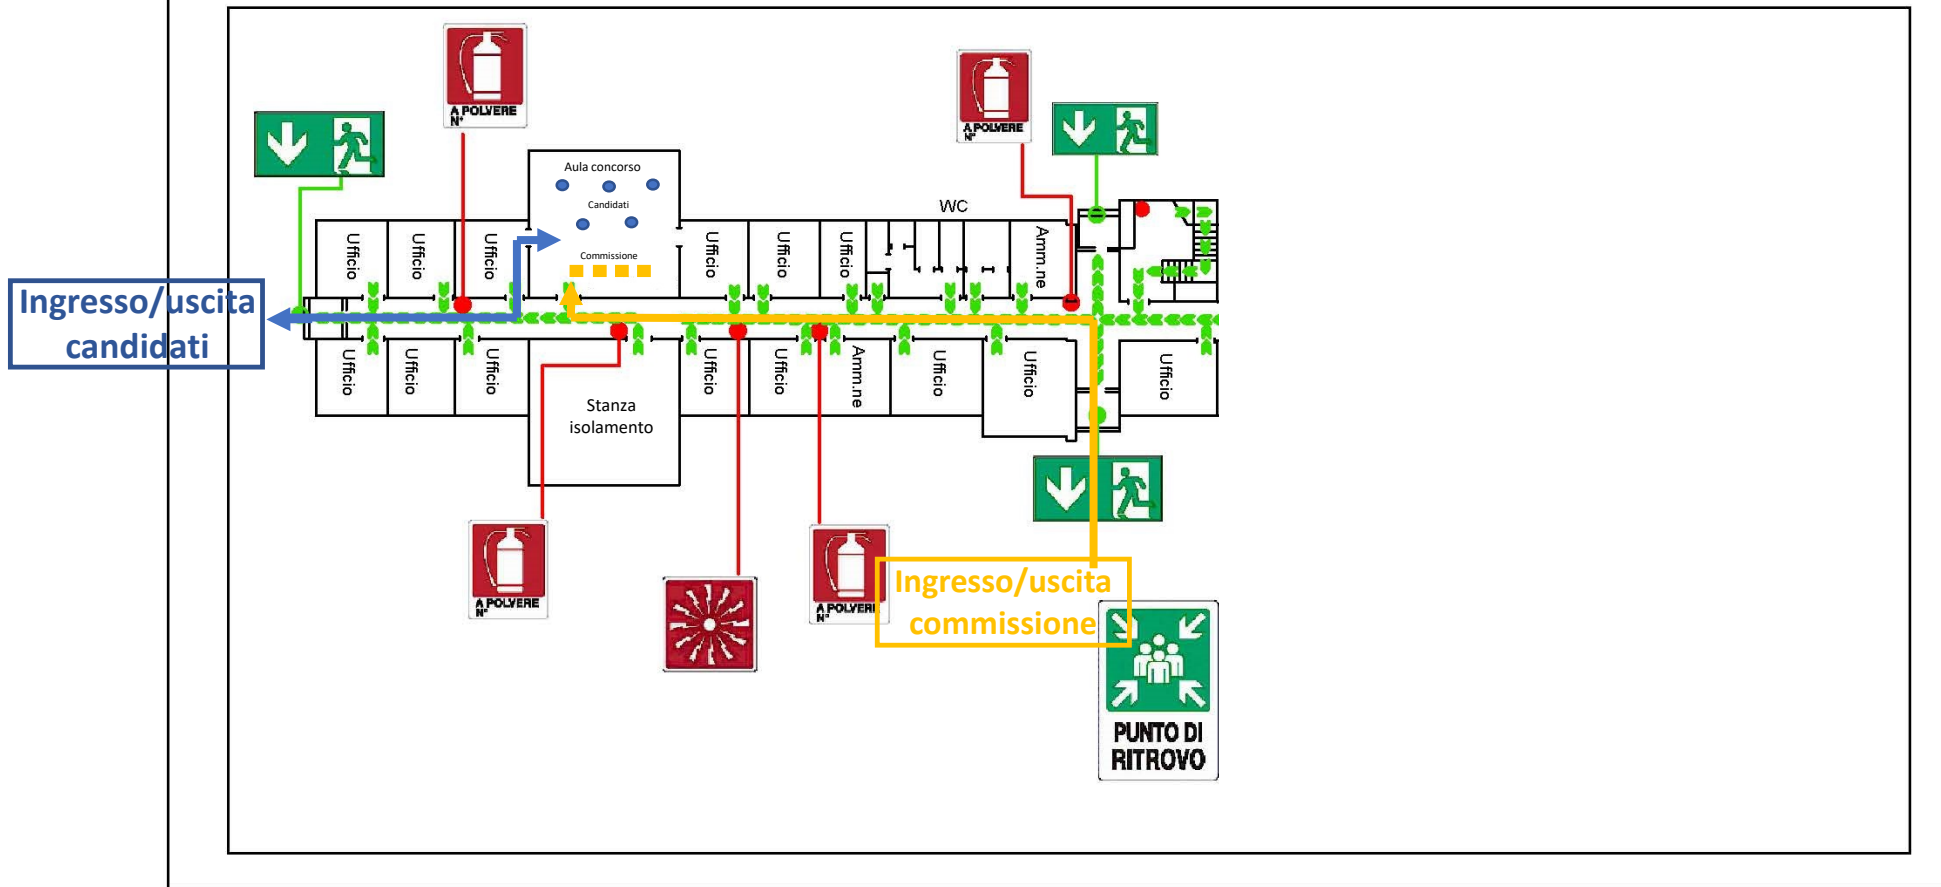 A POLVERE
N°
A POLVERE
N°
Aula concorso
Candidati
Commissione
WC
Ufficio
Ufficio
Ufficio
Ufficio
Ufficio
Ufficio
Amm.ne
Ingresso/uscita
candidati
Ufficio
Ufficio
Ufficio
Stanza
isolamento
Ufficio
Ufficio
Amm.ne
Ufficio
Ufficio
Ufficio
A POLVERE
N°
A POLVERE
N°
Ingresso/uscita
commissione
PUNTO DI
RITROVO